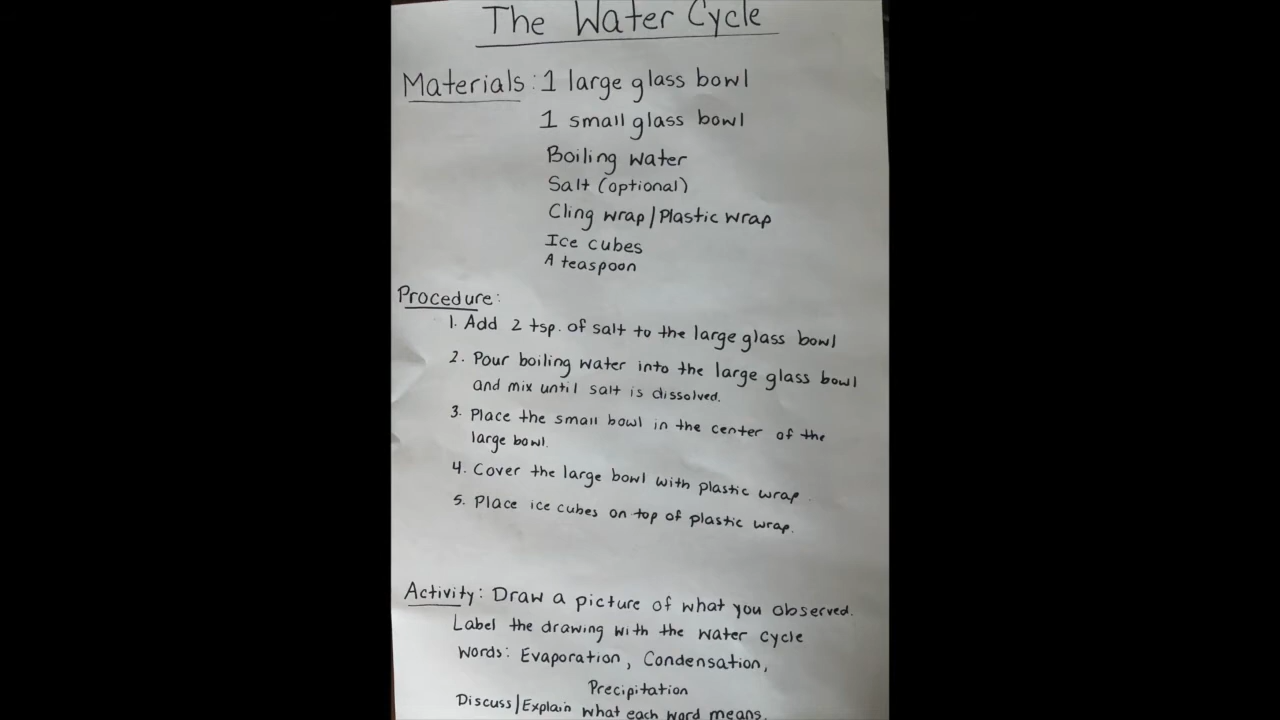 The Water Cycle
Materials: 1 large glass bowl
1 small glass bowl
Boiling water
Salt (optional)
Cling wrap/Plastic wrap
Ice cubes
A teaspoon
Procedure:
1. Add 2 tsp. of salt to the large glass bowl
2. Pour boiling water into the large glass bowl
and mix until salt is dissolved.
3. Place the small bowl in the center of the
large bowl.
4. Cover the large bowl with plastic wrap.
5. Place ice cubes on top of plastic wrap.
Activity: Draw a picture of what you observed.
Label the drawing with the water cycle
words: Evaporation, Condensation,
Precipitation
Discuss/Explain what each word means.